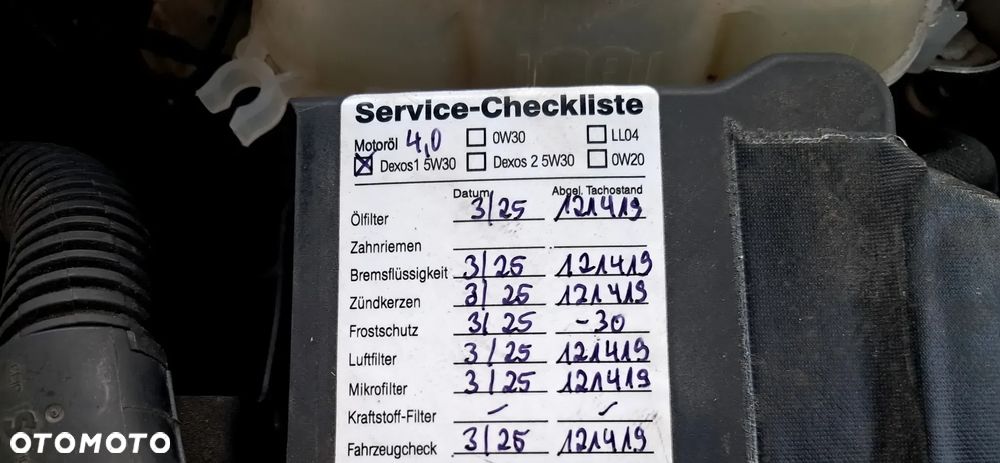 Service-Checkliste
Motoröl 4,0 0W30 LL04
Dexos1 5W30 Dexos 2 5W30 0W20
Datum Abgel. Tachostand
Ölfilter 3/25 121419
Zahnriemen
Bremsflüssigkeit 3/25 121419
Zündkerzen 3/25 121419
Frostschutz 3/25 -30
Luftfilter 3/25 121419
Mikrofilter 3/25 121419
Kraftstoff-Filter
Fahrzeugcheck 3/25 121419
OTOMOTO